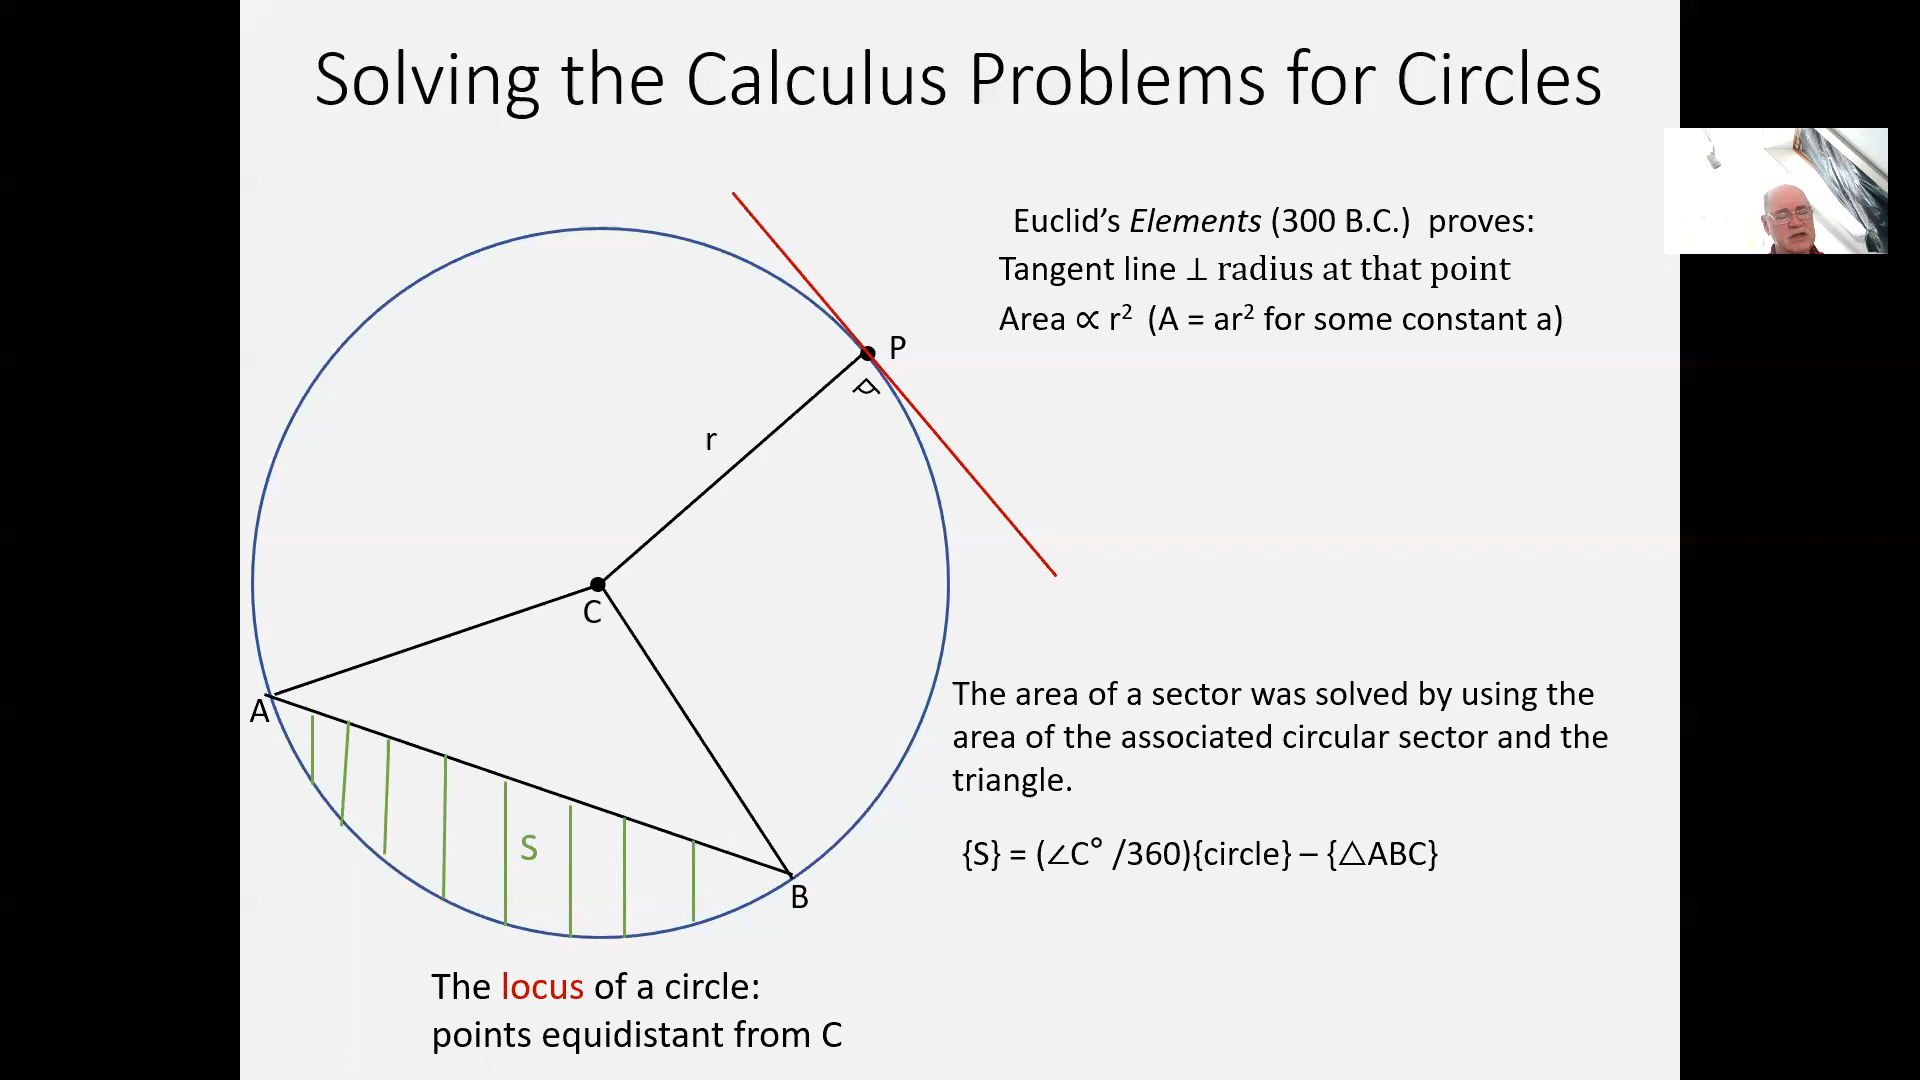 Solving the Calculus Problems for Circles
Euclid’s Elements (300 B.C.) proves:
Tangent line ⊥ radius at that point
Area ∝ r² (A = ar² for some constant a)
P
r
C
A
S
B
The area of a sector was solved by using the
area of the associated circular sector and the
triangle.
{S} = (∠C° /360){circle} – {△ABC}
The locus of a circle:
points equidistant from C